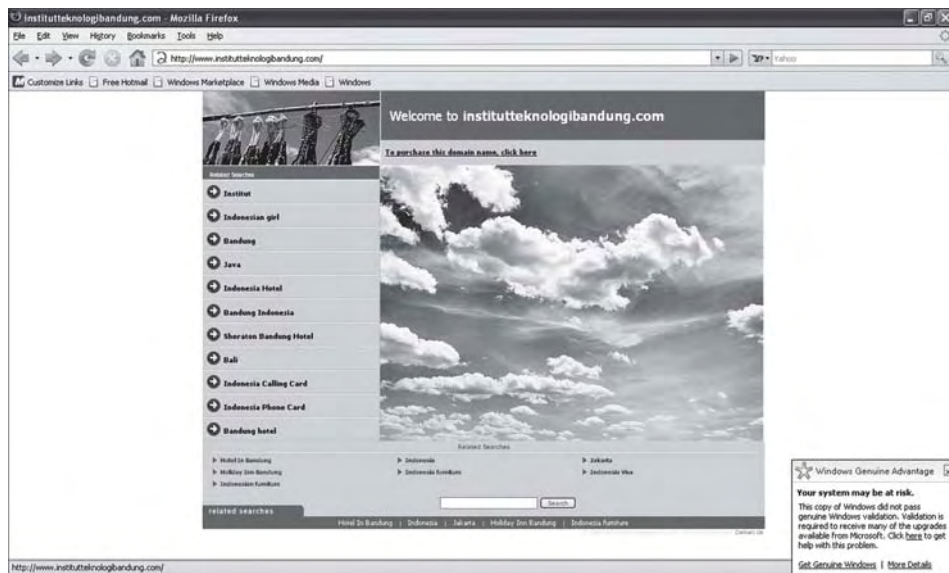 institutteknologibandung.com - Mozilla Firefox
File Edit View History Bookmarks Tools Help
http://www.institutteknologibandung.com/
Yahoo
Customize Links Free Hotmail Windows Marketplace Windows Media Windows
Welcome to institutteknologibandung.com
To purchase this domain name, click here
Related Searches
Institut
Indonesian girl
Bandung
Java
Indonesia Hotel
Bandung Indonesia
Sheraton Bandung Hotel
Bali
Indonesia Calling Card
Indonesia Phone Card
Bandung hotel
Related Searches
Hotel In Bandung Indonesia Jakarta
Holiday Inn Bandung Indonesia furniture Indonesia Visa
Indonesian furniture
Search
related searches
Hotel In Bandung | Indonesia | Jakarta | Holiday Inn Bandung | Indonesia furniture
Windows Genuine Advantage
Your system may be at risk.
This copy of Windows did not pass
genuine Windows validation. Validation is
required to receive many of the upgrades
available from Microsoft. Click here to get
help with this problem.
Get Genuine Windows | More Details
http://www.institutteknologibandung.com/